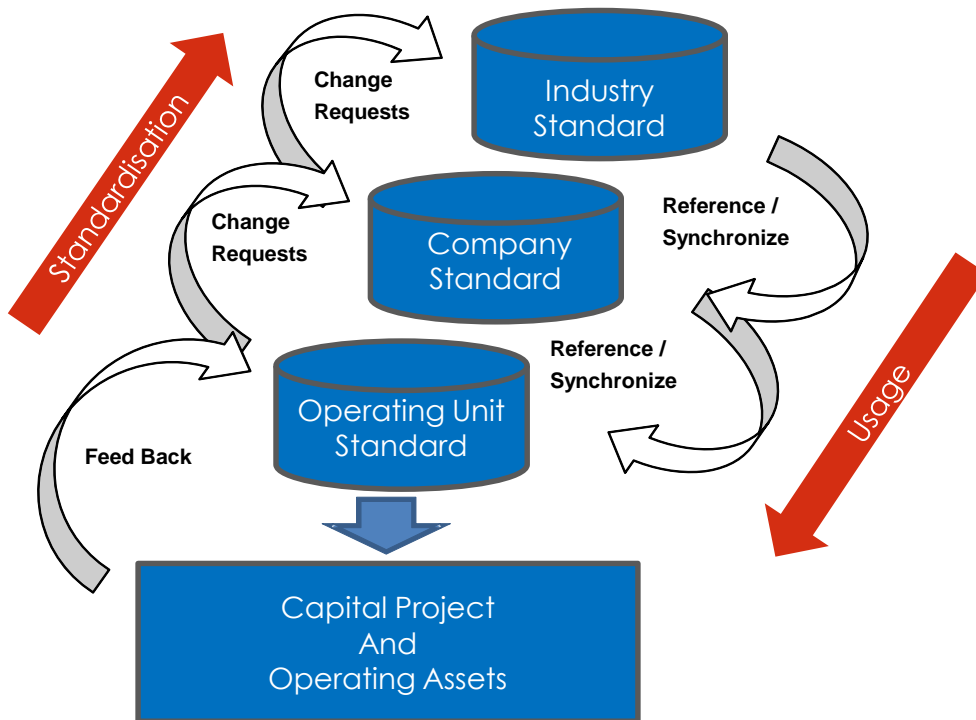 Change
Requests
Industry
Standard
Standardisation
Change
Requests
Company
Standard
Reference /
Synchronize
Reference /
Synchronize
Operating Unit
Standard
Usage
Feed Back
Capital Project
And
Operating Assets